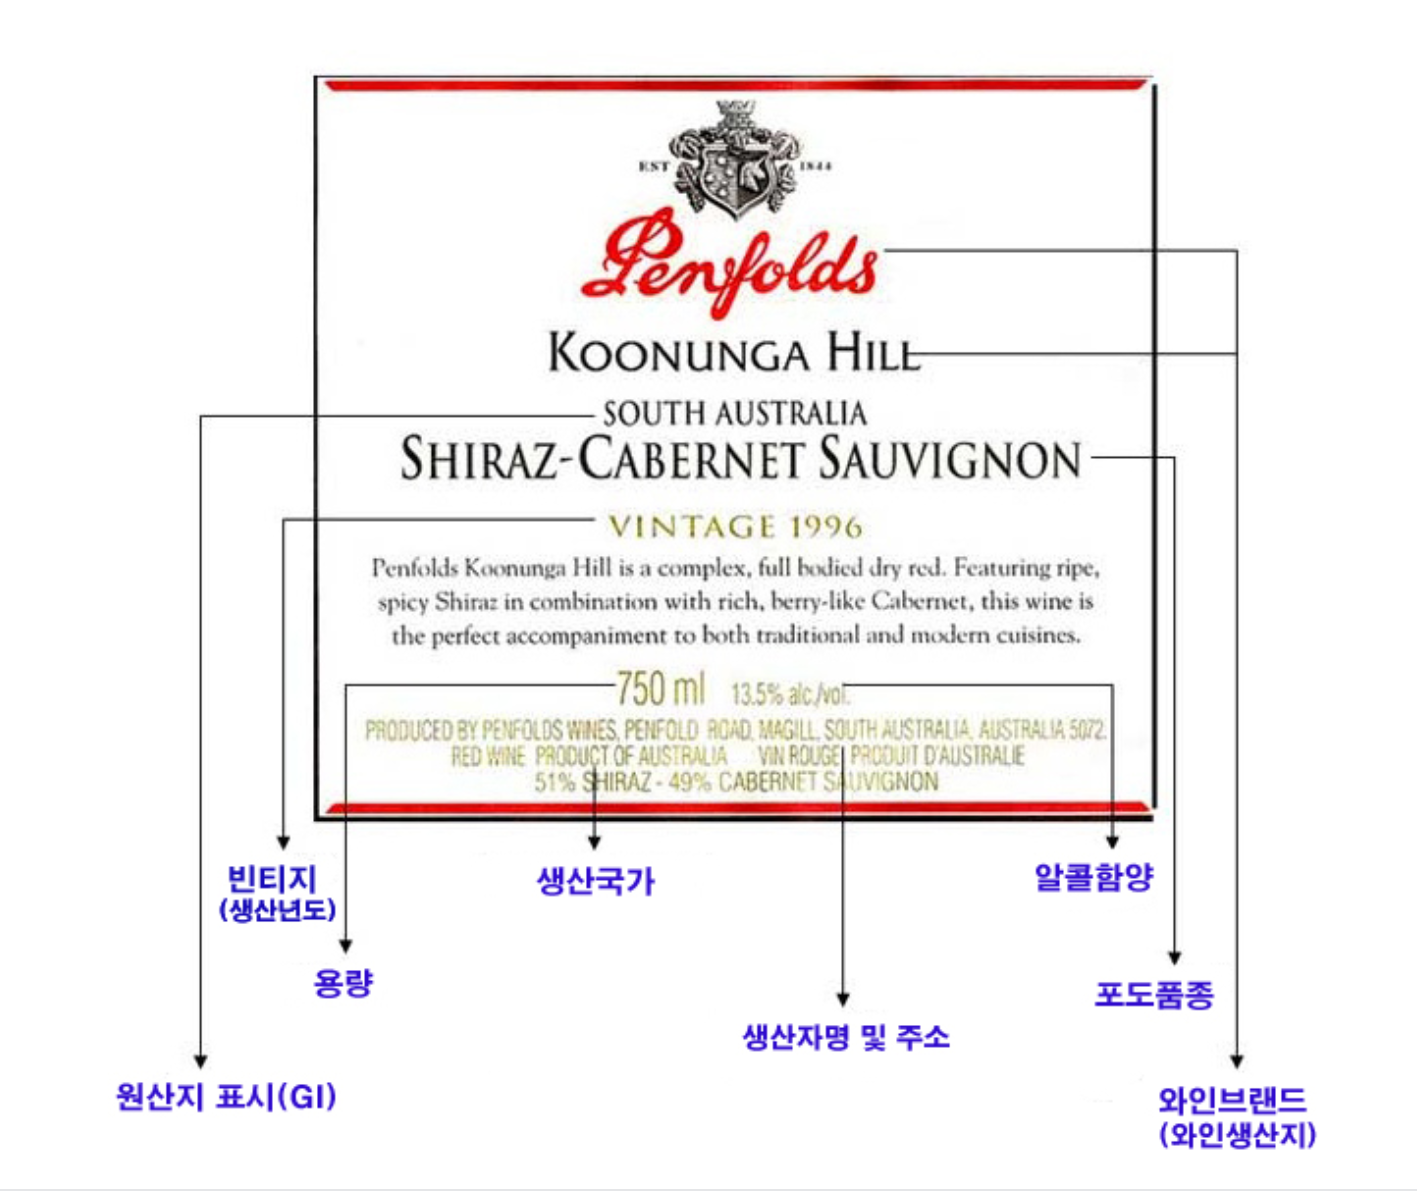 EST 1844
Penfolds
KOONUNGA HILL
SOUTH AUSTRALIA
SHIRAZ-CABERNET SAUVIGNON
VINTAGE 1996
Penfolds Koonunga Hill is a complex, full bodied dry red. Featuring ripe,
spicy Shiraz in combination with rich, berry-like Cabernet, this wine is
the perfect accompaniment to both traditional and modern cuisines.
750 ml 13.5% alc./vol.
PRODUCED BY PENFOLDS WINES, PENFOLD ROAD, MAGILL, SOUTH AUSTRALIA, AUSTRALIA 5072.
RED WINE PRODUCT OF AUSTRALIA VIN ROUGE PRODUIT D'AUSTRALIE
51% SHIRAZ - 49% CABERNET SAUVIGNON
빈티지
(생산년도)
생산국가
알콜함양
용량
포도품종
생산자명 및 주소
원산지 표시(GI)
와인브랜드
(와인생산지)